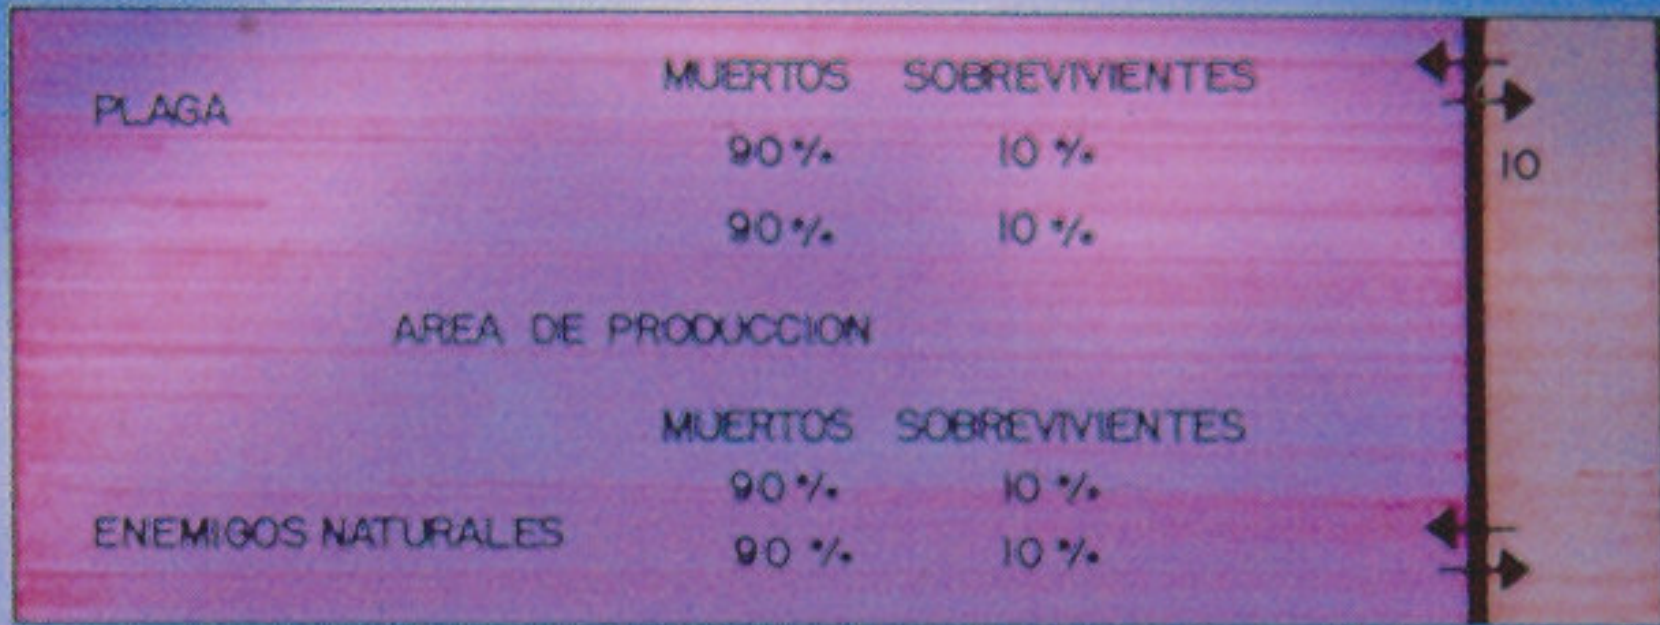 MUERTOS SOBREVIVIENTES
PLAGA
90 % 10 %
10
90 % 10 %
AREA DE PRODUCCION
MUERTOS SOBREVIVIENTES
90 % 10 %
ENEMIGOS NATURALES
90 % 10 %